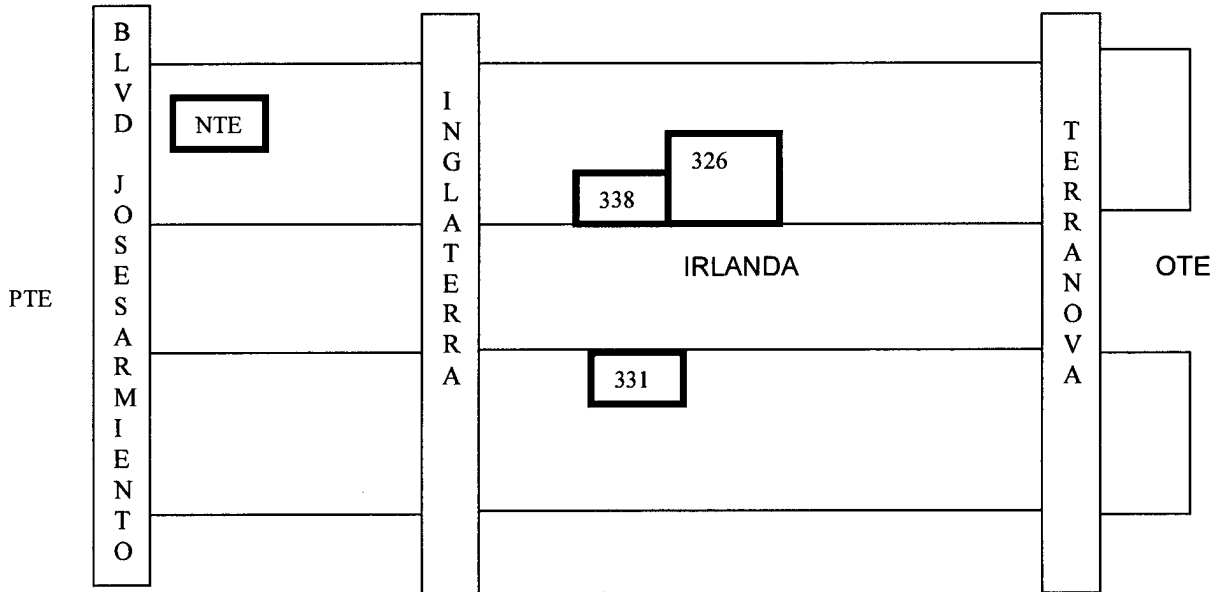 BLVD JOSESARMIENTO
NTE
INGLATERRA
326
338
TERRANOVA
IRLANDA
OTE
PTE
331